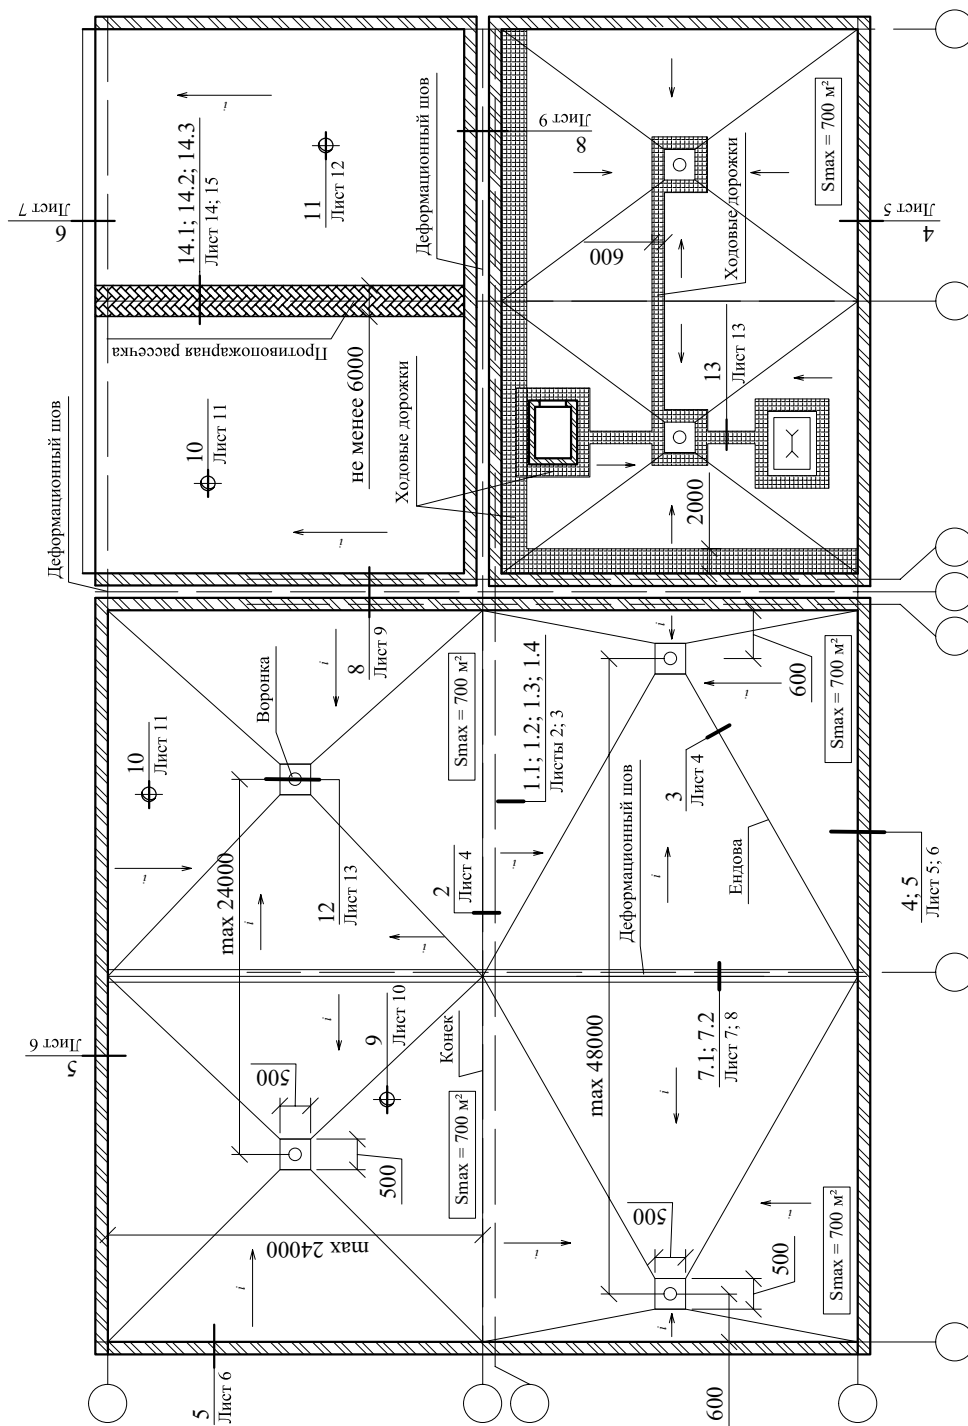 Лист 7
6
14.1; 14.2; 14.3
Лист 14; 15
i
11
Лист 12
Деформационный шов
Лист 9
8
Smax = 700 м²
Лист 5
4
Ходовые дорожки
600
13
Лист 13
2000
Противопожарная рассечка
не менее 6000
Ходовые дорожки
10
Лист 11
i
Деформационный шов
8
Лист 9
i
Воронка
10
Лист 11
i
max 24000
i
12
Лист 13
i
Smax = 700 м²
2
Лист 4
1.1; 1.2; 1.3; 1.4
Листы 2; 3
i
600
i
i
Smax = 700 м²
3
Лист 4
Деформационный шов
i
Ендова
4; 5
Лист 5; 6
Лист 6
5
i
9
Лист 10
Конек
500
500
Smax = 700 м²
max 24000
i
5
Лист 6
max 48000
7.1; 7.2
Лист 7; 8
i
i
500
500
i
i
Smax = 700 м²
600